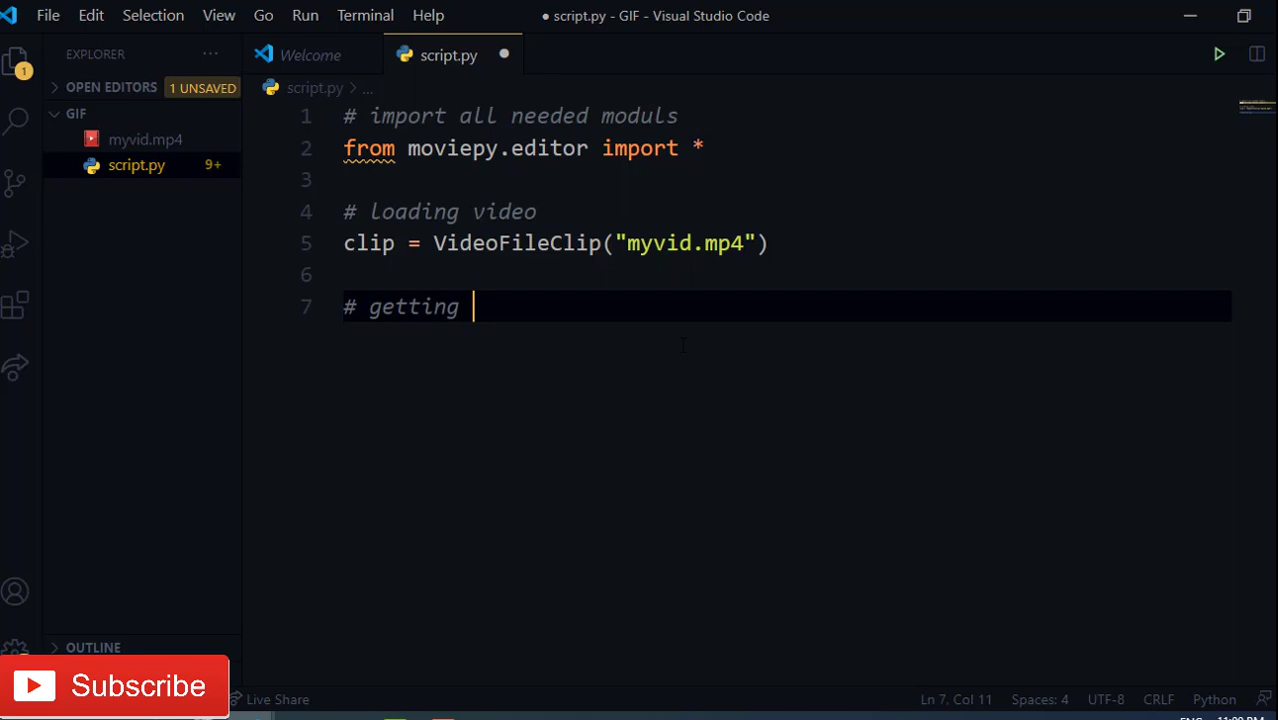 File Edit Selection View Go Run Terminal Help
● script.py - GIF - Visual Studio Code
EXPLORER ···
Welcome
script.py ●
1
OPEN EDITORS 1 UNSAVED
script.py > ...
GIF
myvid.mp4
script.py 9+
1 # import all needed moduls
2 from moviepy.editor import *
3
4 # loading video
5 clip = VideoFileClip("myvid.mp4")
6
7 # getting
OUTLINE
Subscribe
Live Share
Ln 7, Col 11 Spaces: 4 UTF-8 CRLF Python